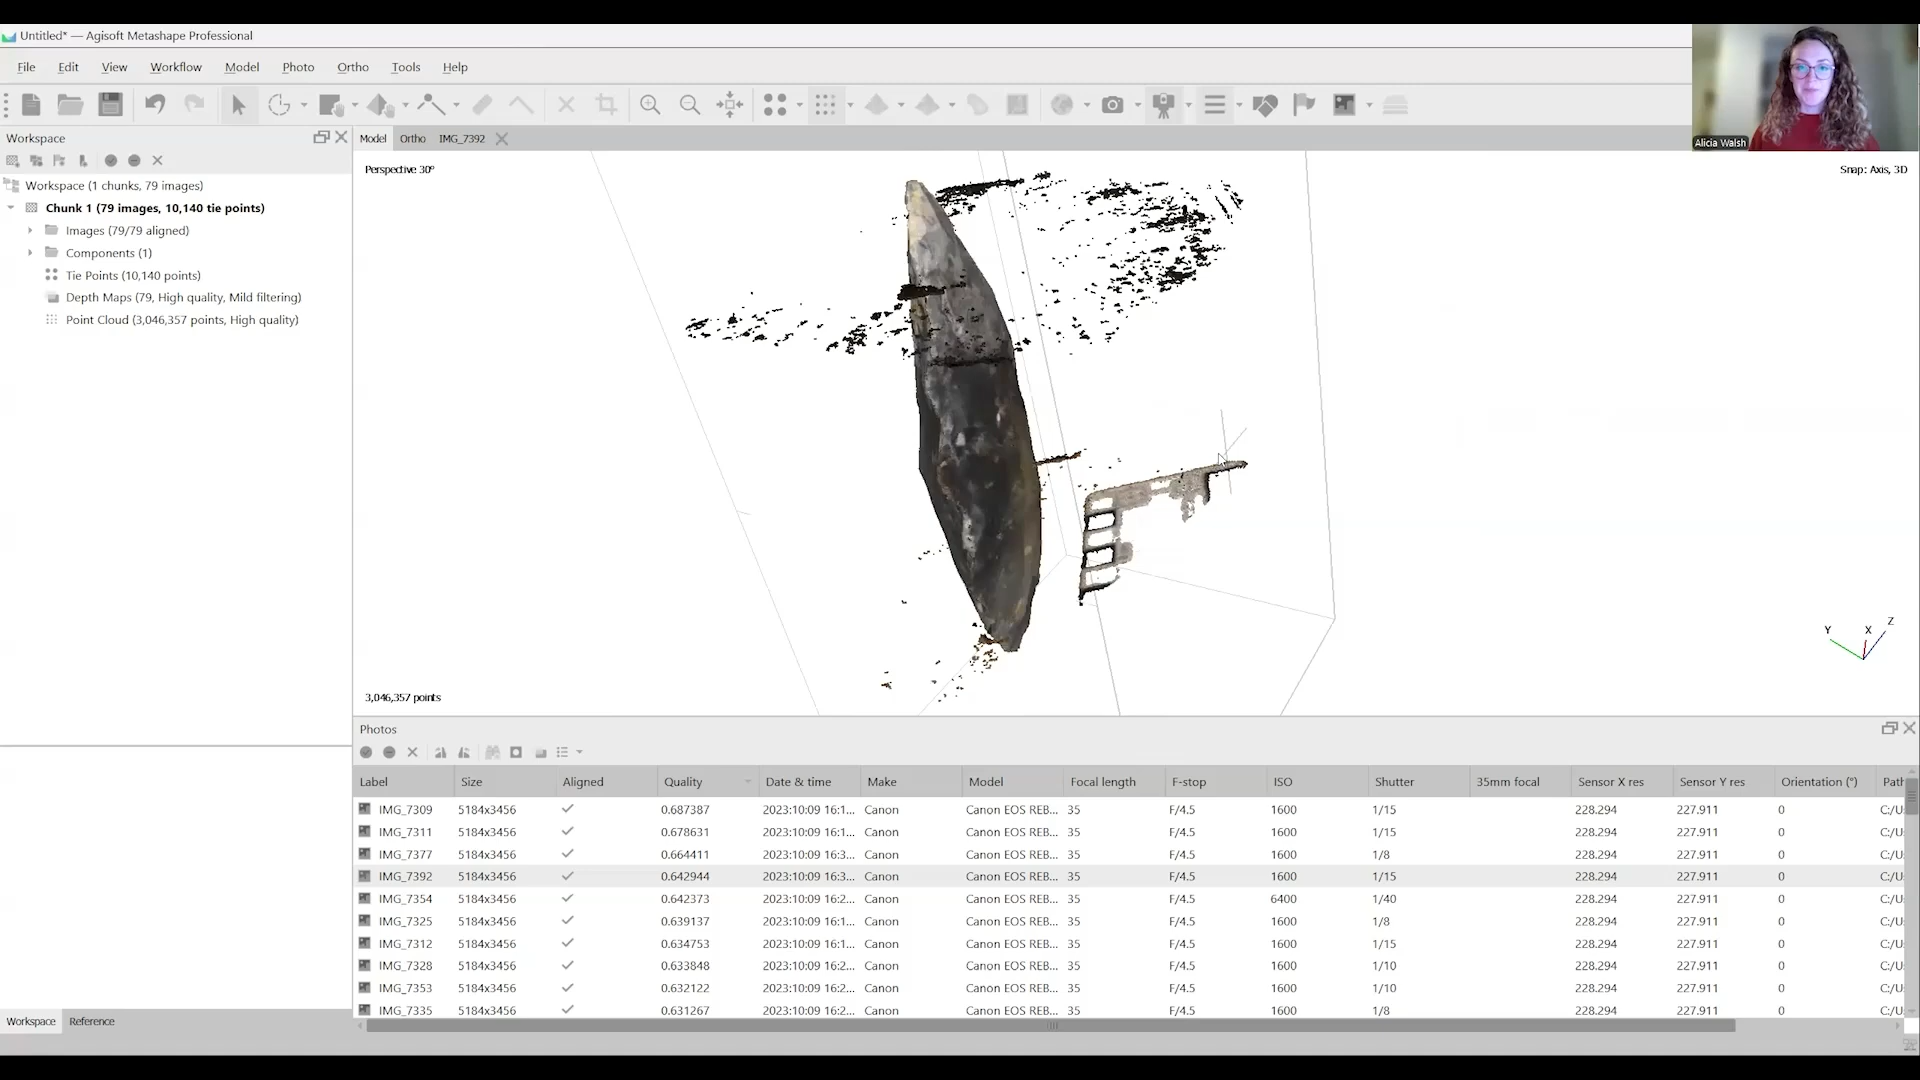 Untitled* — Agisoft Metashape Professional
File Edit View Workflow Model Photo Ortho Tools Help
Alicia Walsh
Workspace
Model Ortho IMG_7392
Perspective 30°
Snap: Axis, 3D
Workspace (1 chunks, 79 images)
Chunk 1 (79 images, 10,140 tie points)
Images (79/79 aligned)
Components (1)
Tie Points (10,140 points)
Depth Maps (79, High quality, Mild filtering)
Point Cloud (3,046,357 points, High quality)
Y X Z
3,046,357 points
Photos
Label Size Aligned Quality Date & time Make Model Focal length F-stop ISO Shutter 35mm focal Sensor X res Sensor Y res Orientation (°) Path
IMG_7309 5184x3456 0.687387 2023:10:09 16:1... Canon Canon EOS REB... 35 F/4.5 1600 1/15 228.294 227.911 0 C:/U
IMG_7311 5184x3456 0.678631 2023:10:09 16:1... Canon Canon EOS REB... 35 F/4.5 1600 1/15 228.294 227.911 0 C:/U
IMG_7377 5184x3456 0.664411 2023:10:09 16:3... Canon Canon EOS REB... 35 F/4.5 1600 1/8 228.294 227.911 0 C:/U
IMG_7392 5184x3456 0.642944 2023:10:09 16:3... Canon Canon EOS REB... 35 F/4.5 1600 1/15 228.294 227.911 0 C:/U
IMG_7354 5184x3456 0.642373 2023:10:09 16:2... Canon Canon EOS REB... 35 F/4.5 6400 1/40 228.294 227.911 0 C:/U
IMG_7325 5184x3456 0.639137 2023:10:09 16:1... Canon Canon EOS REB... 35 F/4.5 1600 1/8 228.294 227.911 0 C:/U
IMG_7312 5184x3456 0.634753 2023:10:09 16:1... Canon Canon EOS REB... 35 F/4.5 1600 1/15 228.294 227.911 0 C:/U
IMG_7328 5184x3456 0.633848 2023:10:09 16:2... Canon Canon EOS REB... 35 F/4.5 1600 1/10 228.294 227.911 0 C:/U
IMG_7353 5184x3456 0.632122 2023:10:09 16:2... Canon Canon EOS REB... 35 F/4.5 1600 1/10 228.294 227.911 0 C:/U
IMG_7335 5184x3456 0.631267 2023:10:09 16:2... Canon Canon EOS REB... 35 F/4.5 1600 1/8 228.294 227.911 0 C:/U
Workspace Reference